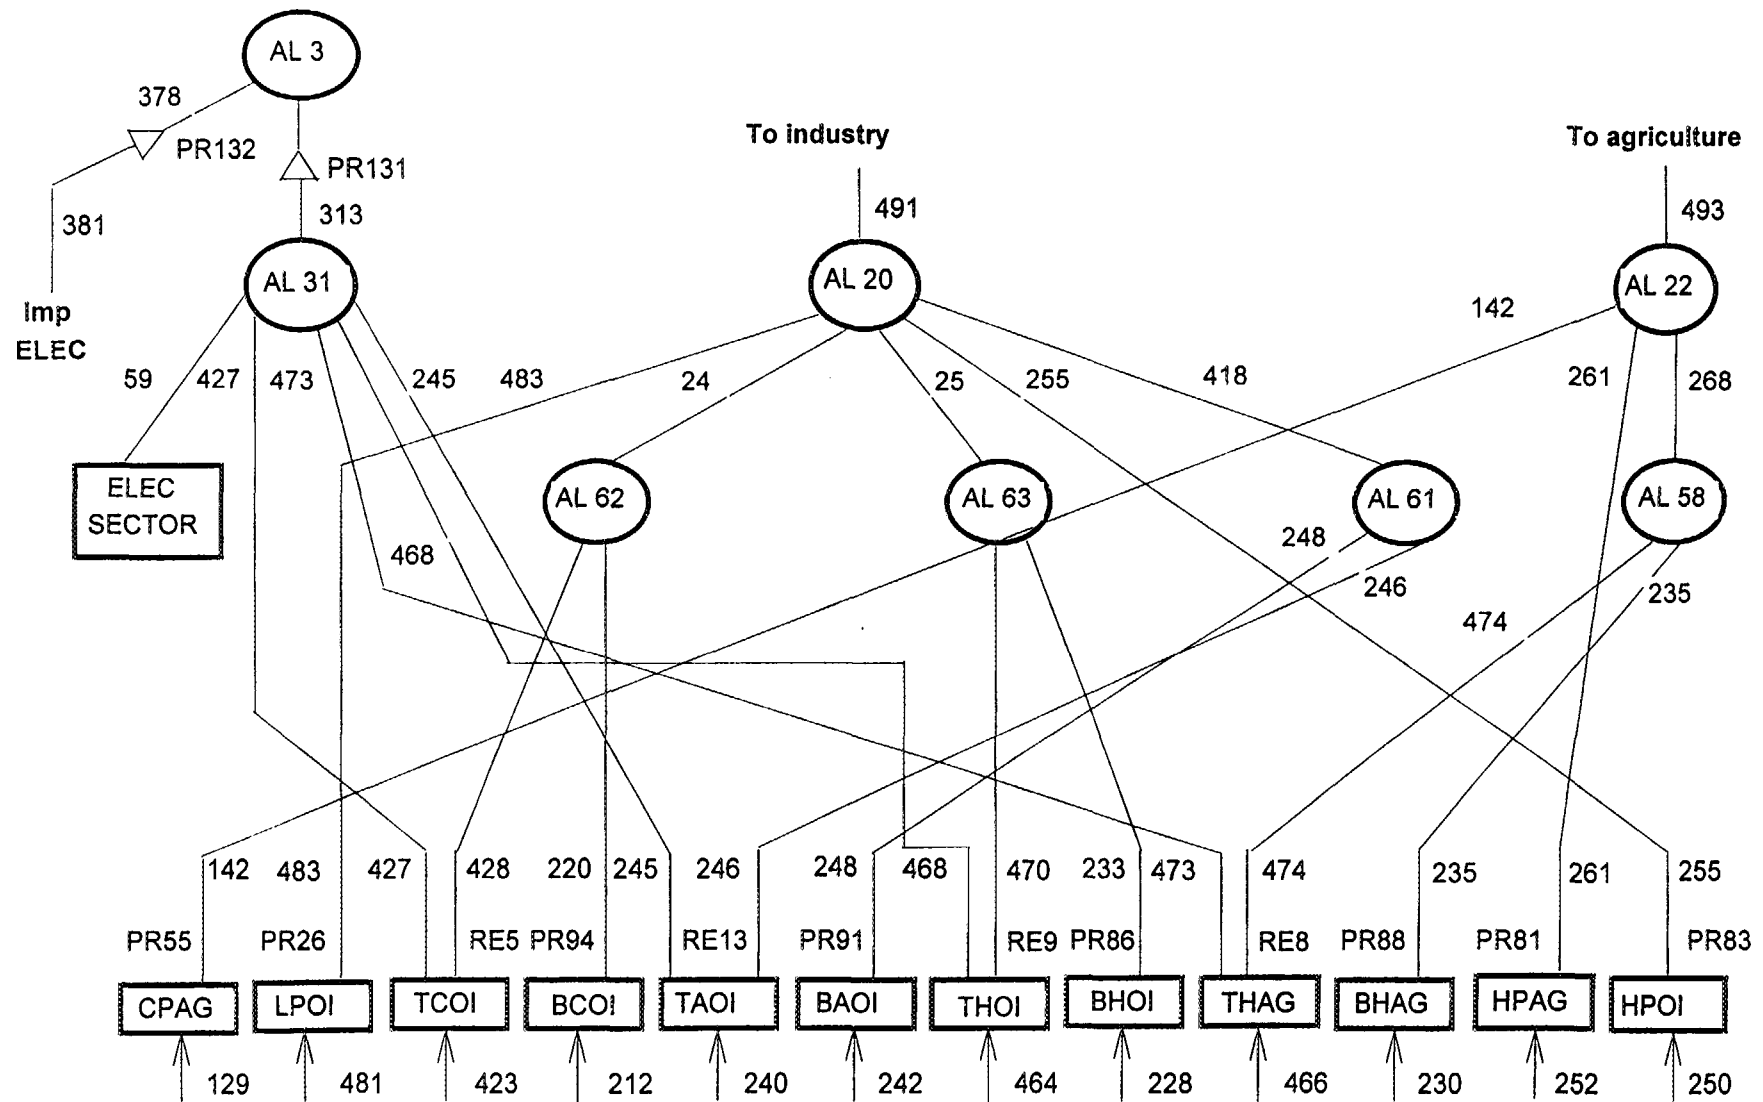 AL 3
378
To industry
To agriculture
PR132
PR131
381
313
491
493
AL 31
AL 20
AL 22
Imp
ELEC
142
59
427
473
245
483
24
25
255
418
261
268
ELEC
SECTOR
AL 62
AL 63
AL 61
AL 58
468
248
246
235
474
142
483
427
428
220
245
246
248
468
470
233
473
474
235
261
255
PR55
PR26
RE5
PR94
RE13
PR91
RE9
PR86
RE8
PR88
PR81
PR83
CPAG
LPOI
TCOI
BCOI
TAOI
BAOI
THOI
BHOI
THAG
BHAG
HPAG
HPOI
129
481
423
212
240
242
464
228
466
230
252
250